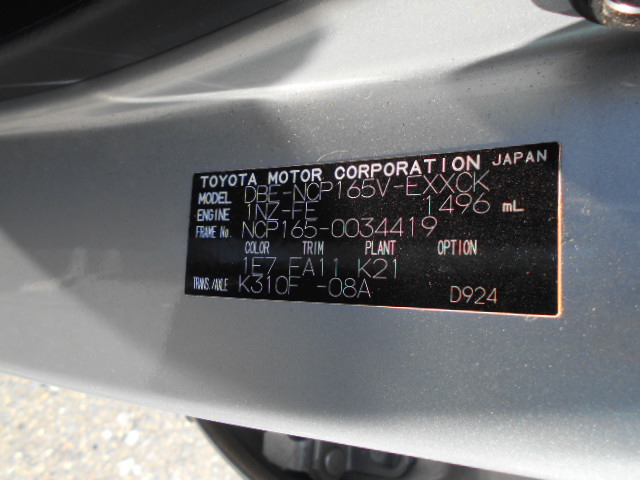 TOYOTA MOTOR CORPORATION JAPAN
MODEL DBE-NCP165V-EXXCK
ENGINE 1NZ-FE 1496 mL
FRAME No. NCP165-0034419
COLOR TRIM PLANT OPTION
1E7 FA11 K21
TRANS/AXLE K310F -08A
D924